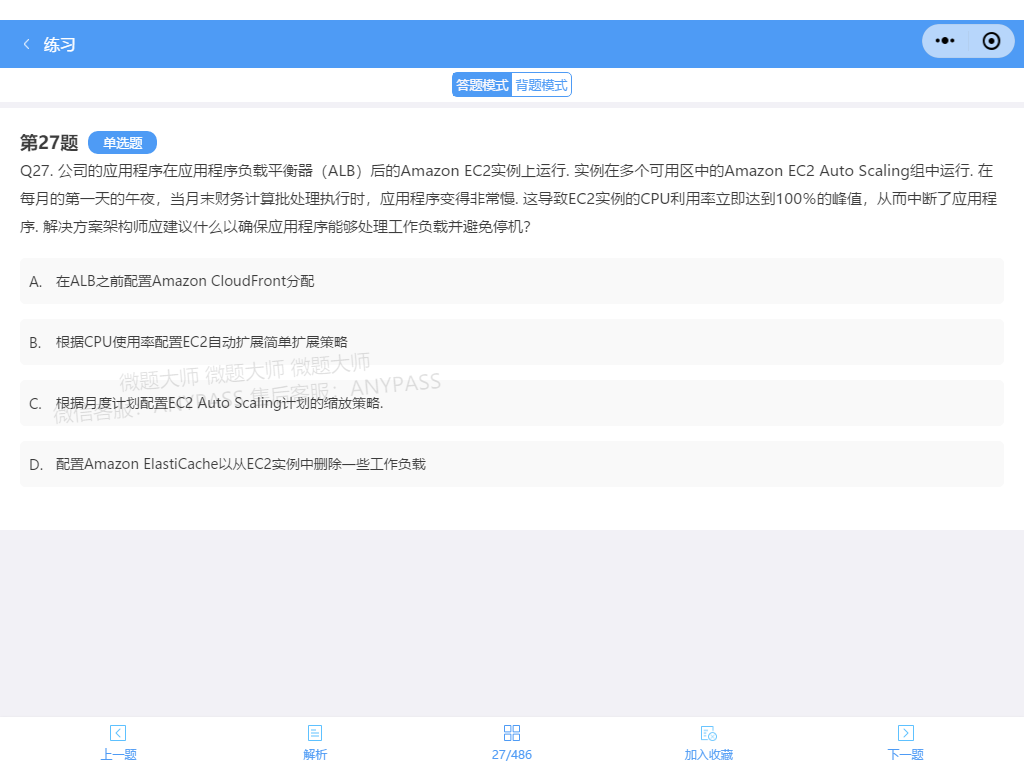 练习
答题模式 背题模式
第27题 单选题
Q27. 公司的应用程序在应用程序负载平衡器（ALB）后的Amazon EC2实例上运行. 实例在多个可用区中的Amazon EC2 Auto Scaling组中运行. 在
每月的第一天的午夜，当月末财务计算批处理执行时，应用程序变得非常慢. 这导致EC2实例的CPU利用率立即达到100％的峰值，从而中断了应用程
序. 解决方案架构师应建议什么以确保应用程序能够处理工作负载并避免停机?
A. 在ALB之前配置Amazon CloudFront分配
B. 根据CPU使用率配置EC2自动扩展简单扩展策略
微题大师 微题大师 微题大师
微信客服：ANYPASS 售后客服：ANYPASS
C. 根据月度计划配置EC2 Auto Scaling计划的缩放策略.
D. 配置Amazon ElastiCache以从EC2实例中删除一些工作负载
上一题 解析 27/486 加入收藏 下一题